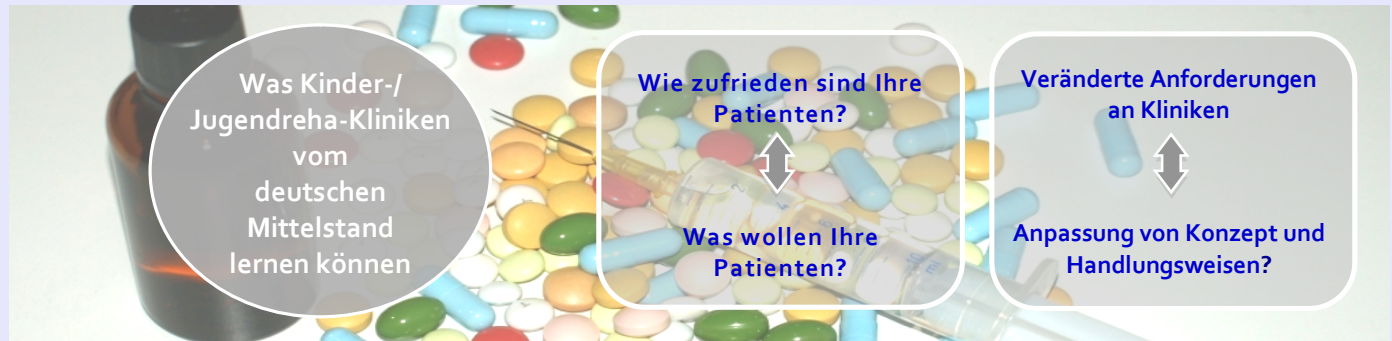 Was Kinder-/
Jugendreha-Kliniken
vom
deutschen
Mittelstand
lernen können
Wie zufrieden sind Ihre
Patienten?
Was wollen Ihre
Patienten?
Veränderte Anforderungen
an Kliniken
Anpassung von Konzept und
Handlungsweisen?